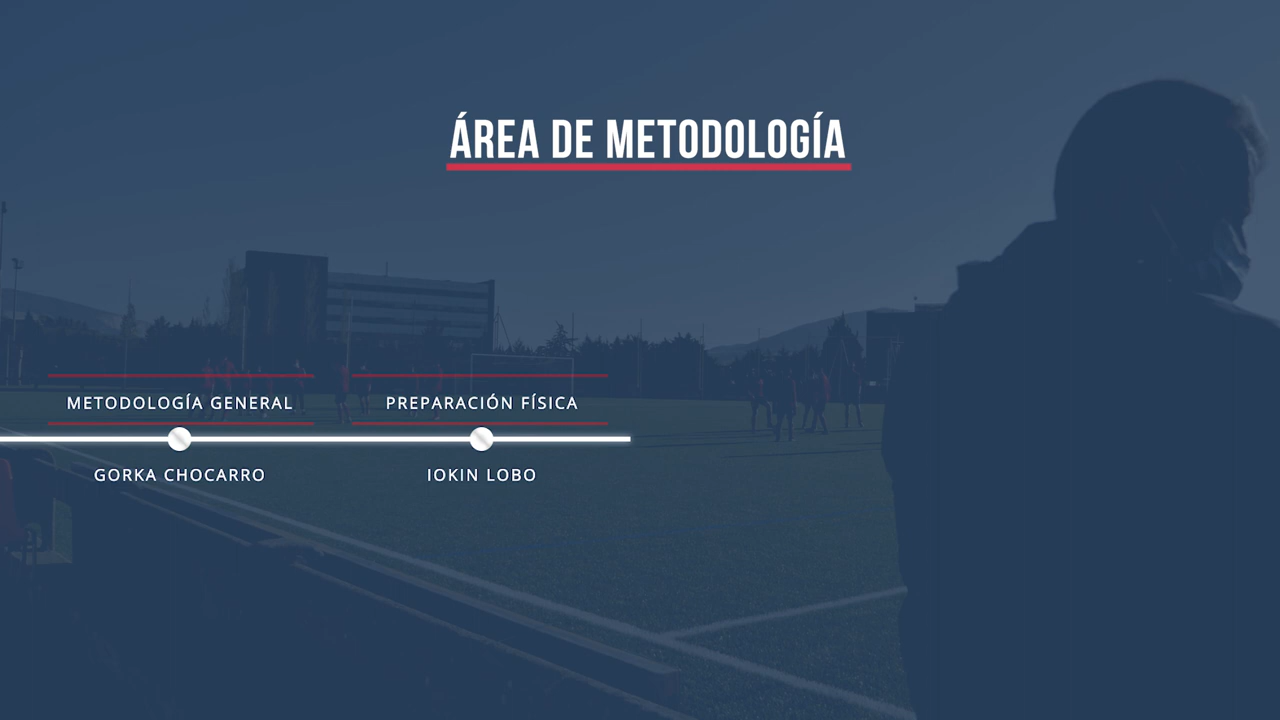 ÁREA DE METODOLOGÍA
METODOLOGÍA GENERAL
PREPARACIÓN FÍSICA
GORKA CHOCARRO
IOKIN LOBO